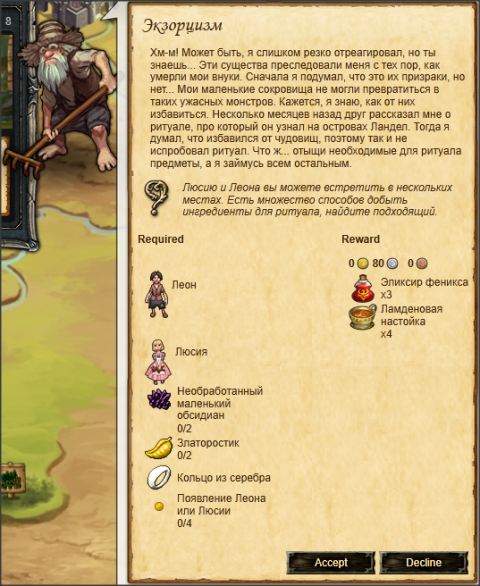 8
Экзорцизм
Хм-м! Может быть, я слишком резко отреагировал, но ты
знаешь... Эти существа преследовали меня с тех пор, как
умерли мои внуки. Сначала я подумал, что это их призраки, но
нет... Мои маленькие сокровища не могли превратиться в
таких ужасных монстров. Кажется, я знаю, как от них
избавиться. Несколько месяцев назад друг рассказал мне о
ритуале, про который он узнал на островах Ландел. Тогда я
думал, что избавился от чудовищ, поэтому так и не
испробовал ритуал. Что ж... отыщи необходимые для ритуала
предметы, а я займусь всем остальным.
Люсию и Леона вы можете встретить в нескольких
местах. Есть множество способов добыть
ингредиенты для ритуала, найдите подходящий.
Required
Reward
0 80 0
Леон
Эликсир феникса
x3
Ламденовая
настойка
x4
Люсия
Необработанный
маленький
обсидиан
0/2
Златоростик
0/2
Кольцо из серебра
Появление Леона
или Люсии
0/4
Accept
Decline